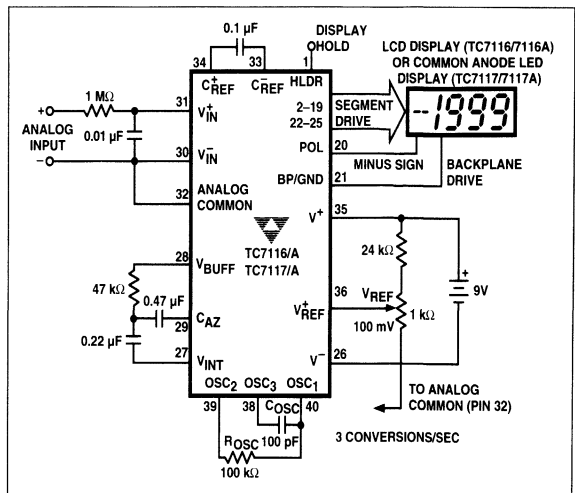 0.1 µF
DISPLAY
HOLD
LCD DISPLAY (TC7116/7116A)
OR COMMON ANODE LED
DISPLAY (TC7117/7117A)
34 33 1
C+REF C–REF HLDR
–1999
1 MΩ
+ 31 V+IN
ANALOG
INPUT
0.01 µF
– 30 V–IN
32 ANALOG
COMMON
2–19 SEGMENT
22–25 DRIVE
POL 20
MINUS SIGN
BP/GND 21
BACKPLANE
DRIVE
TC7116/A
TC7117/A
V+ 35
24 kΩ
+
9V
28 VBUFF
47 kΩ
0.47 µF
29 CAZ
0.22 µF
27 VINT
V+REF 36
VREF
100 mV
1 kΩ
V– 26
OSC2 OSC3 OSC1
39 38 40
COSC
100 pF
ROSC
100 kΩ
TO ANALOG
COMMON (PIN 32)
3 CONVERSIONS/SEC